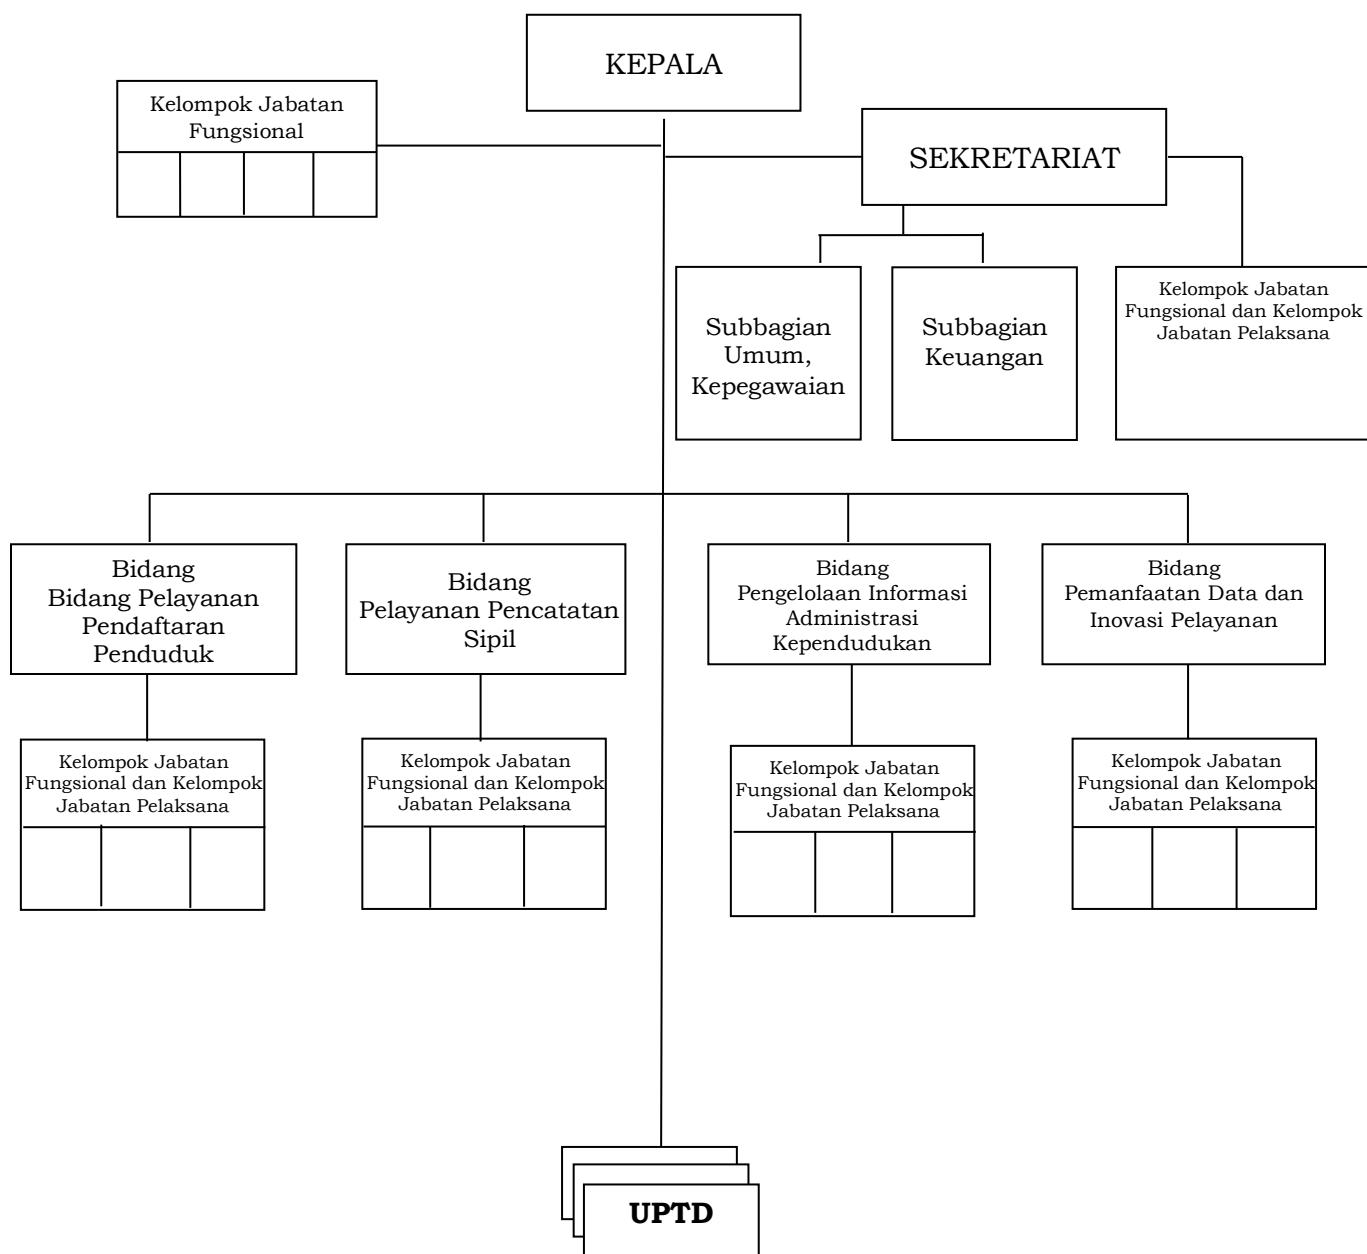 KEPALA
Kelompok Jabatan
Fungsional
SEKRETARIAT
Subbagian
Umum,
Kepegawaian
Subbagian
Keuangan
Kelompok Jabatan
Fungsional dan Kelompok
Jabatan Pelaksana
Bidang
Bidang Pelayanan
Pendaftaran
Penduduk
Bidang
Pelayanan Pencatatan
Sipil
Bidang
Pengelolaan Informasi
Administrasi
Kependudukan
Bidang
Pemanfaatan Data dan
Inovasi Pelayanan
Kelompok Jabatan
Fungsional dan Kelompok
Jabatan Pelaksana
Kelompok Jabatan
Fungsional dan Kelompok
Jabatan Pelaksana
Kelompok Jabatan
Fungsional dan Kelompok
Jabatan Pelaksana
Kelompok Jabatan
Fungsional dan Kelompok
Jabatan Pelaksana
UPTD